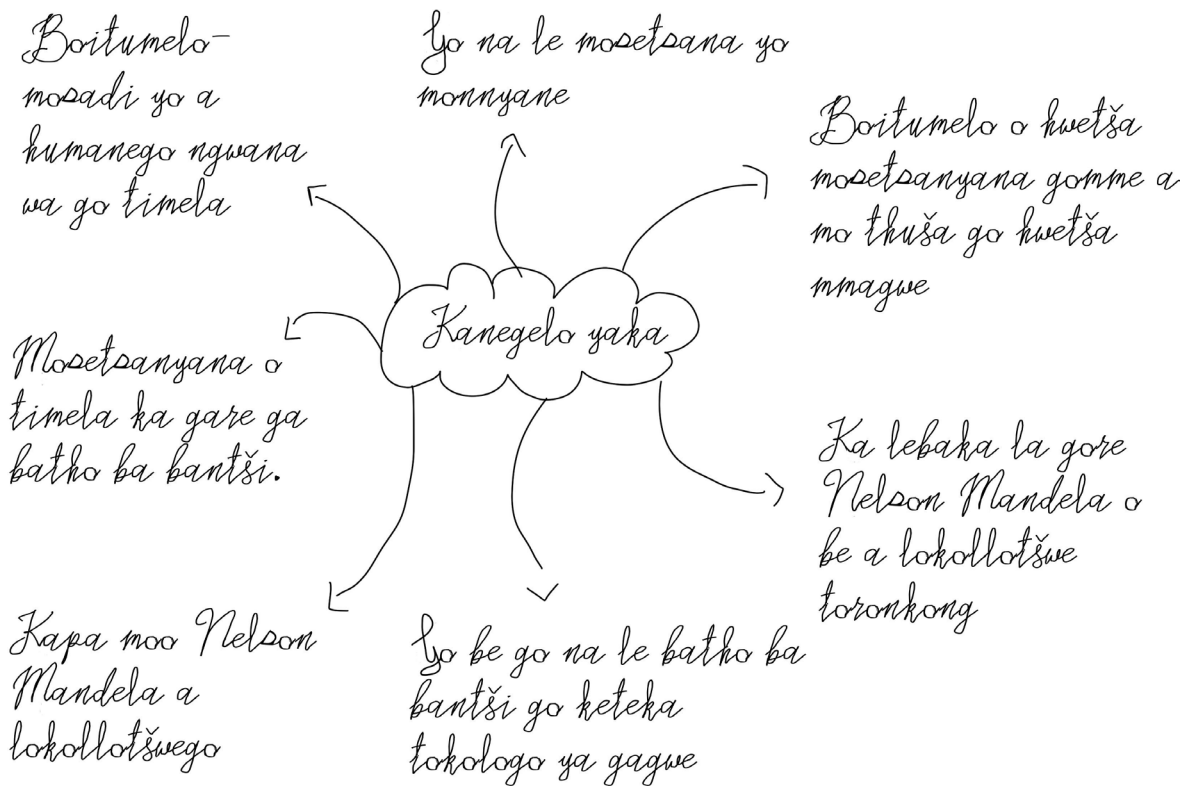 Boitumelo-
mosadi yo a
humanego ngwana
wa go timela
Go na le mosetsana yo
monnyane
Boitumelo o hwetša
mosetsanyana gomme a
mo thuša go hwetša
mmagwe
Kanegelo yaka
Mosetsanyana o
timela ka gare ga
batho ba bantši.
Ka lebaka la gore
Nelson Mandela o
be a lokollotšwe
toronkong
Kapa moo Nelson
Mandela a
lokollotšwego
Go be go na le batho ba
bantši go keteka
tokologo ya gagwe